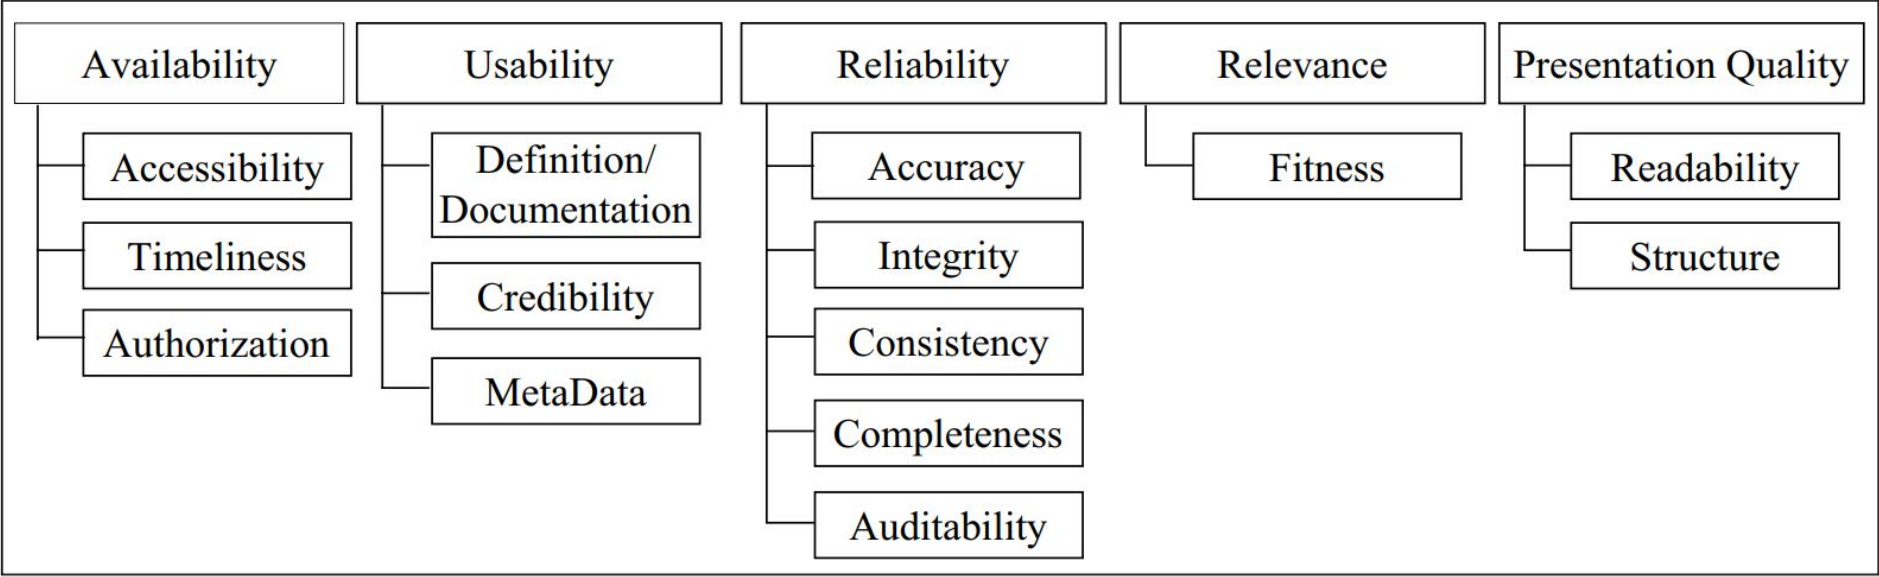 Availability
Accessibility
Timeliness
Authorization
Usability
Definition/
Documentation
Credibility
MetaData
Reliability
Accuracy
Integrity
Consistency
Completeness
Auditability
Relevance
Fitness
Presentation Quality
Readability
Structure